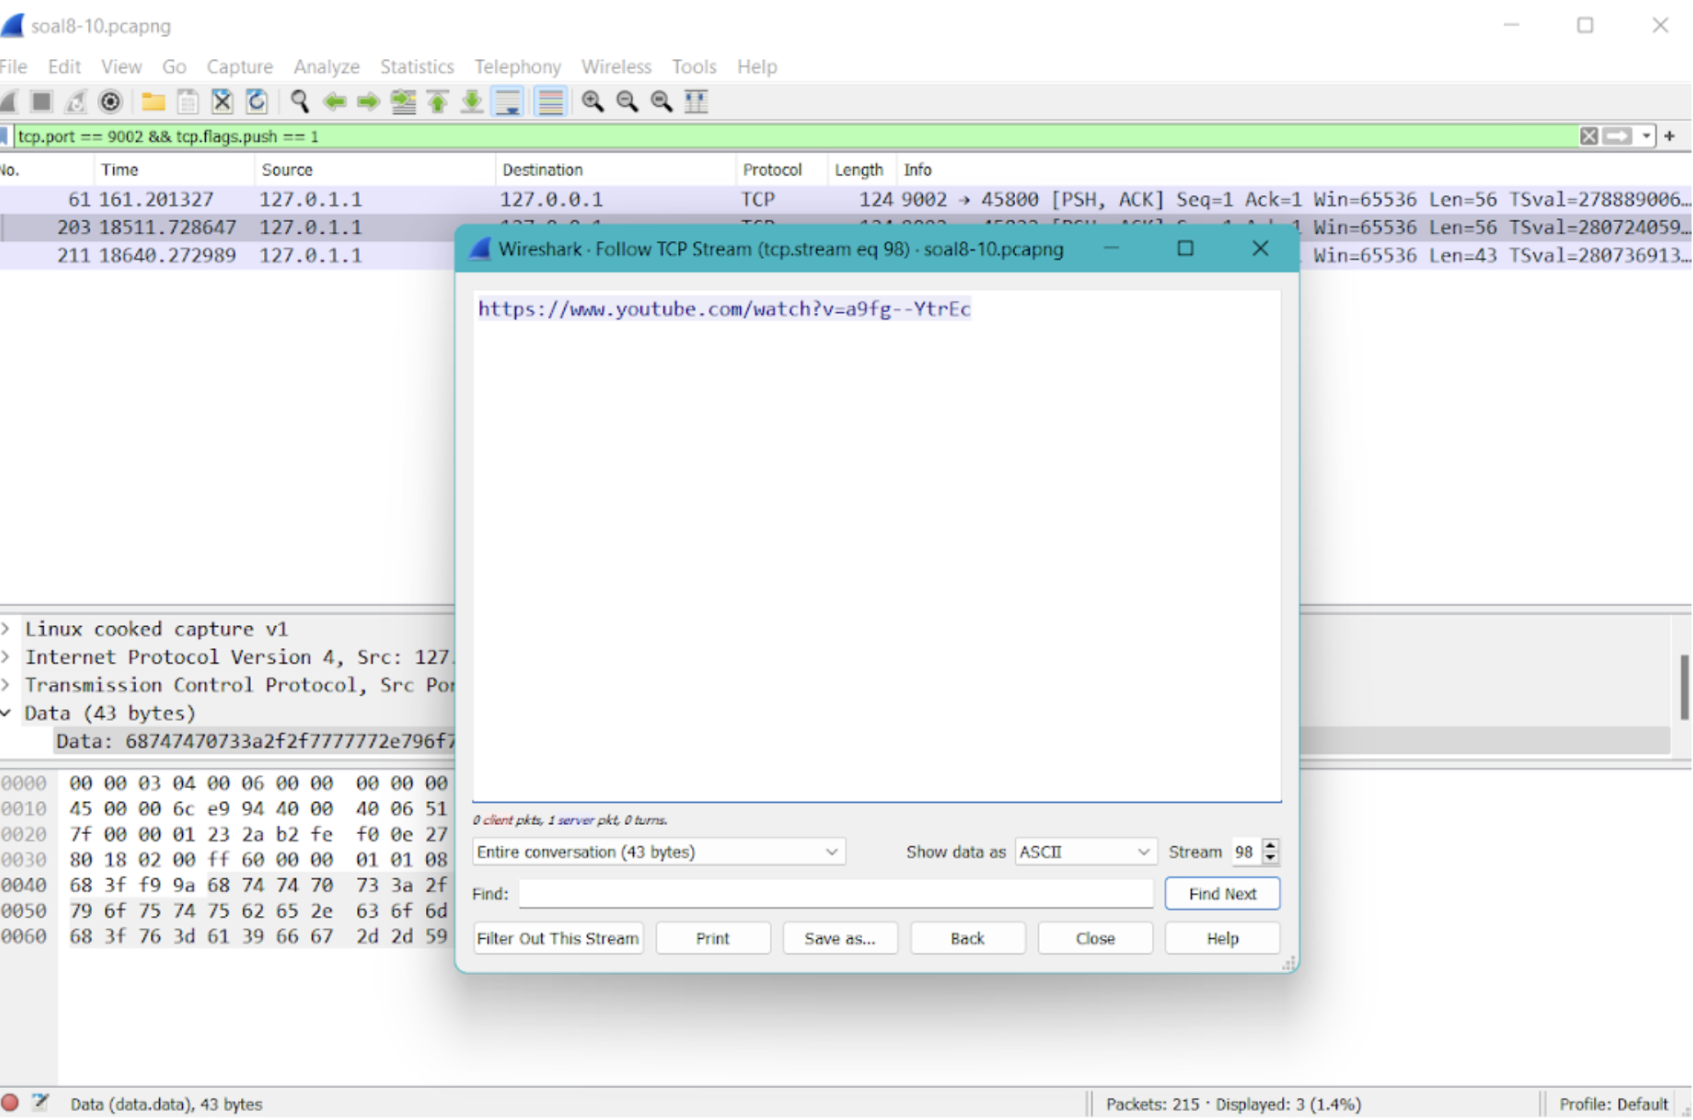 soal8-10.pcapng
File Edit View Go Capture Analyze Statistics Telephony Wireless Tools Help
tcp.port == 9002 && tcp.flags.push == 1
No. Time Source Destination Protocol Length Info
61 161.201327 127.0.1.1 127.0.0.1 TCP 124 9002 → 45800 [PSH, ACK] Seq=1 Ack=1 Win=65536 Len=56 TSval=278889006...
203 18511.728647 127.0.1.1 1 Win=65536 Len=56 TSval=280724059...
211 18640.272989 127.0.1.1 Win=65536 Len=43 TSval=280736913...
Wireshark · Follow TCP Stream (tcp.stream eq 98) · soal8-10.pcapng
https://www.youtube.com/watch?v=a9fg--YtrEc
Linux cooked capture v1
Internet Protocol Version 4, Src: 127.
Transmission Control Protocol, Src Por
Data (43 bytes)
Data: 68747470733a2f2f7777772e796f7
0000 00 00 03 04 00 06 00 00 00 00 00
0010 45 00 00 6c e9 94 40 00 40 06 51
0020 7f 00 00 01 23 2a b2 fe f0 0e 27
0030 80 18 02 00 ff 60 00 00 01 01 08
0040 68 3f f9 9a 68 74 74 70 73 3a 2f
0050 79 6f 75 74 75 62 65 2e 63 6f 6d
0060 68 3f 76 3d 61 39 66 67 2d 2d 59
0 client pkts, 1 server pkt, 0 turns.
Entire conversation (43 bytes) Show data as ASCII Stream 98
Find: Find Next
Filter Out This Stream Print Save as... Back Close Help
Data (data.data), 43 bytes Packets: 215 · Displayed: 3 (1.4%) Profile: Default